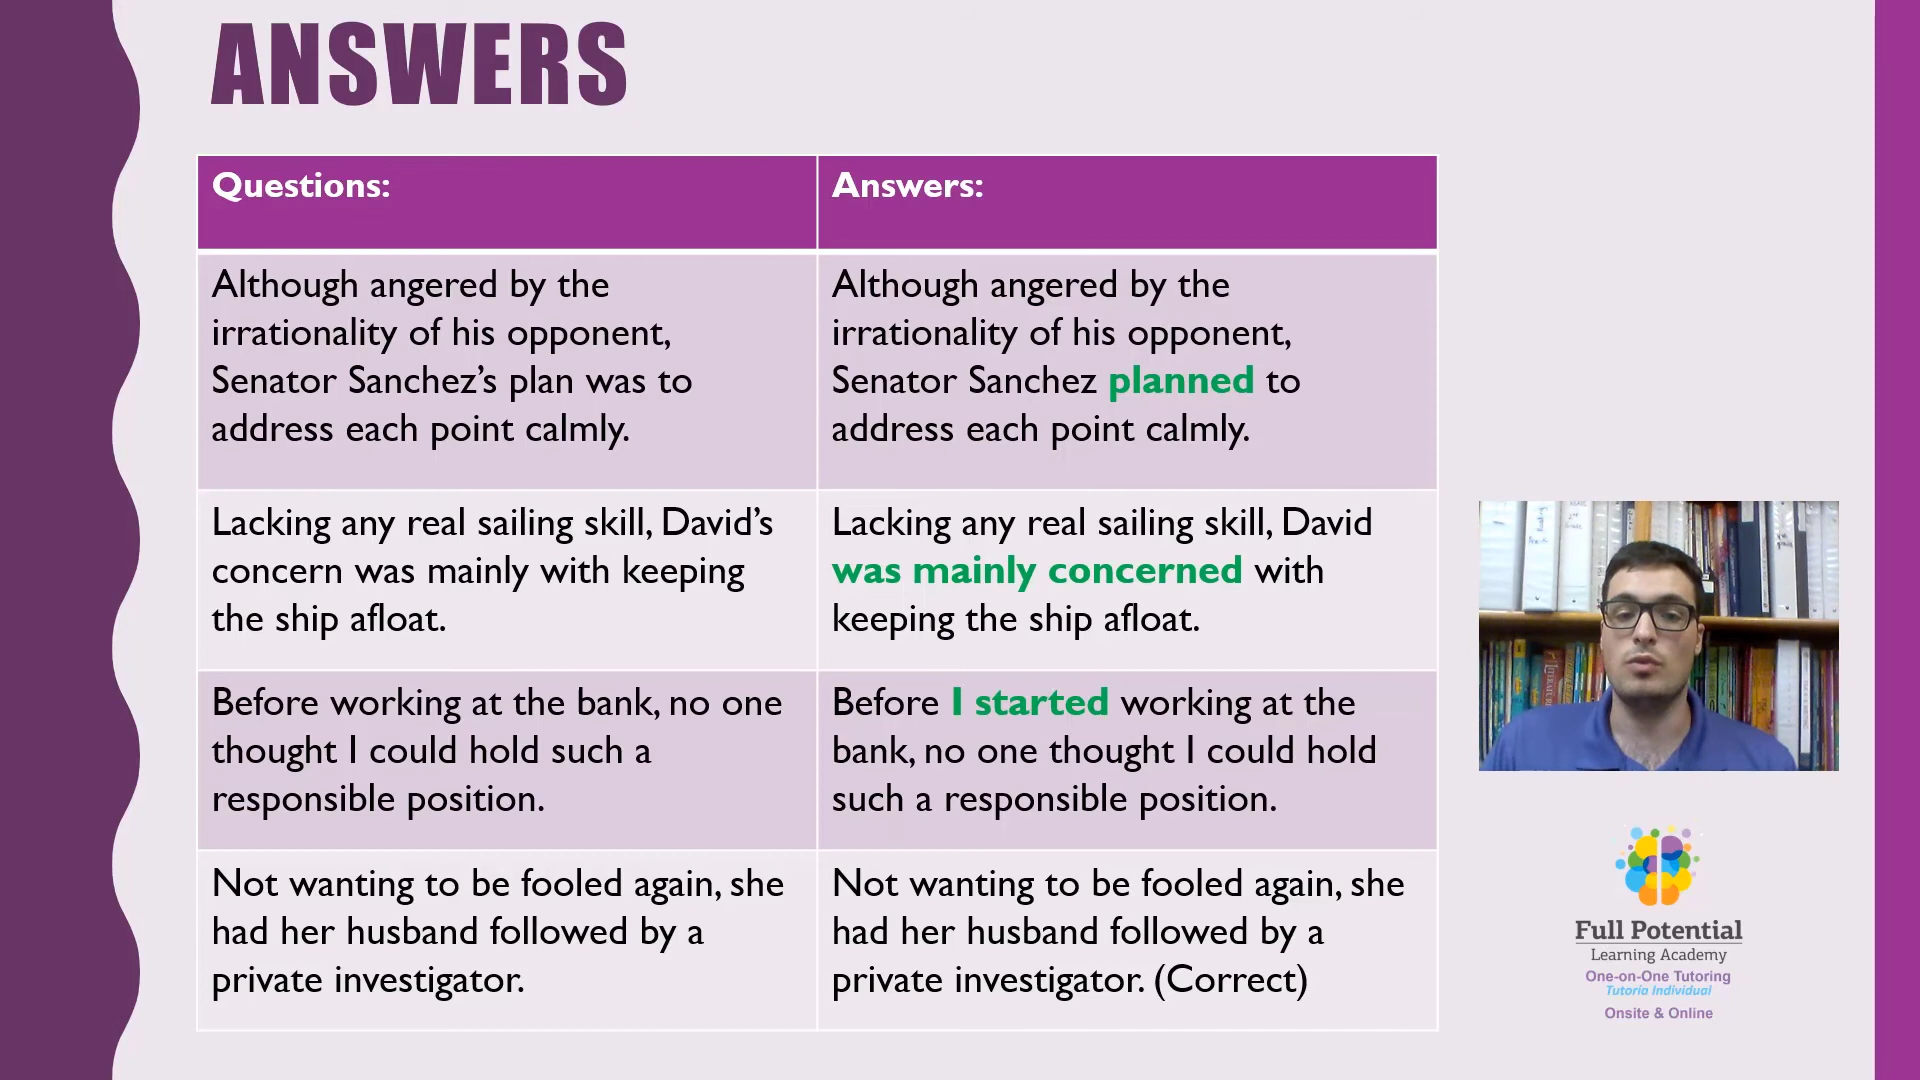 ANSWERS
Questions:
Answers:
Although angered by the
irrationality of his opponent,
Senator Sanchez’s plan was to
address each point calmly.
Although angered by the
irrationality of his opponent,
Senator Sanchez planned to
address each point calmly.
Lacking any real sailing skill, David’s
concern was mainly with keeping
the ship afloat.
Lacking any real sailing skill, David
was mainly concerned with
keeping the ship afloat.
Before working at the bank, no one
thought I could hold such a
responsible position.
Before I started working at the
bank, no one thought I could hold
such a responsible position.
Not wanting to be fooled again, she
had her husband followed by a
private investigator.
Not wanting to be fooled again, she
had her husband followed by a
private investigator. (Correct)
Full Potential
Learning Academy
One-on-One Tutoring
Tutoria Individual
Onsite & Online